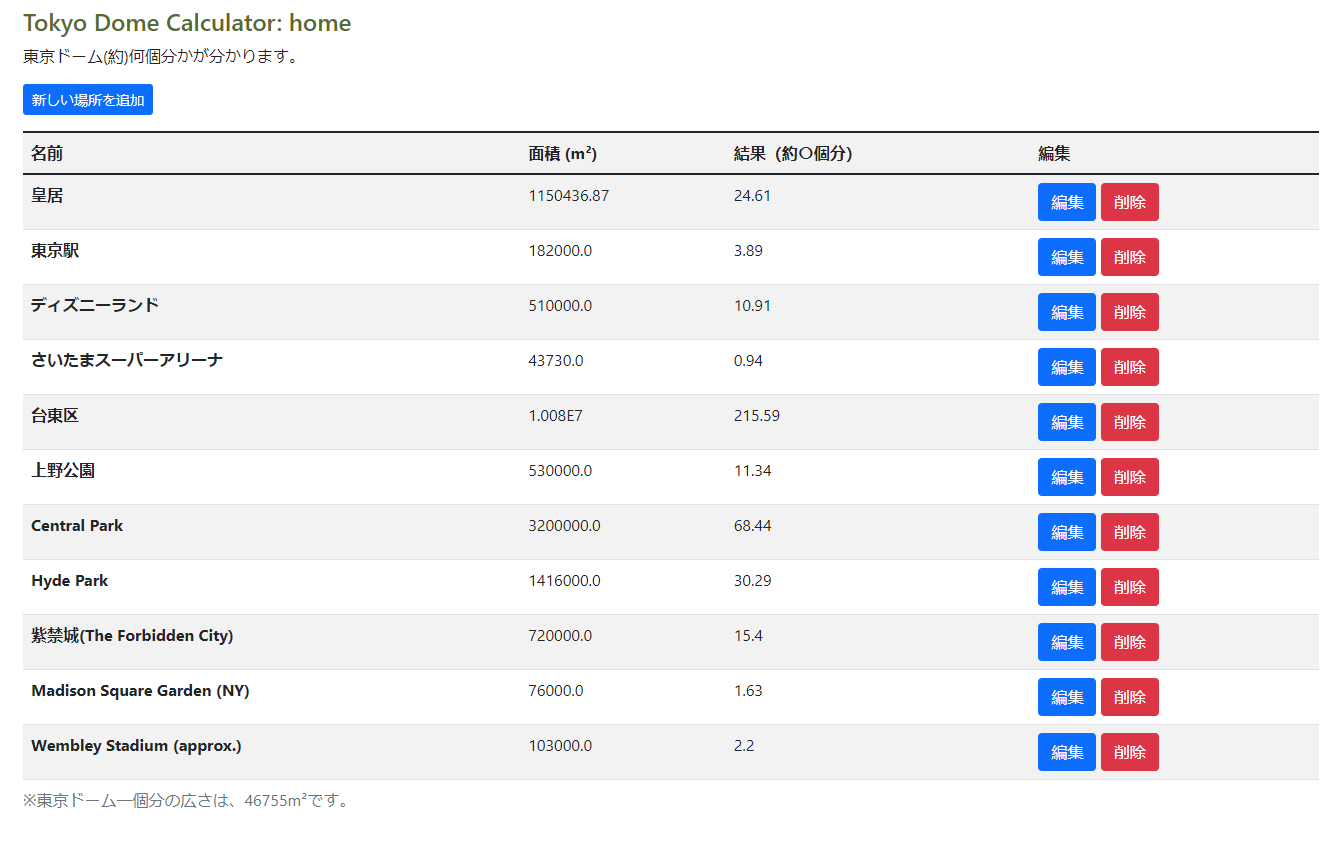 Tokyo Dome Calculator: home
東京ドーム(約)何個分かが分かります。
新しい場所を追加
名前 面積 (m²) 結果（約〇個分） 編集
皇居 1150436.87 24.61 編集 削除
東京駅 182000.0 3.89 編集 削除
ディズニーランド 510000.0 10.91 編集 削除
さいたまスーパーアリーナ 43730.0 0.94 編集 削除
台東区 1.008E7 215.59 編集 削除
上野公園 530000.0 11.34 編集 削除
Central Park 3200000.0 68.44 編集 削除
Hyde Park 1416000.0 30.29 編集 削除
紫禁城(The Forbidden City) 720000.0 15.4 編集 削除
Madison Square Garden (NY) 76000.0 1.63 編集 削除
Wembley Stadium (approx.) 103000.0 2.2 編集 削除
※東京ドーム一個分の広さは、46755m²です。